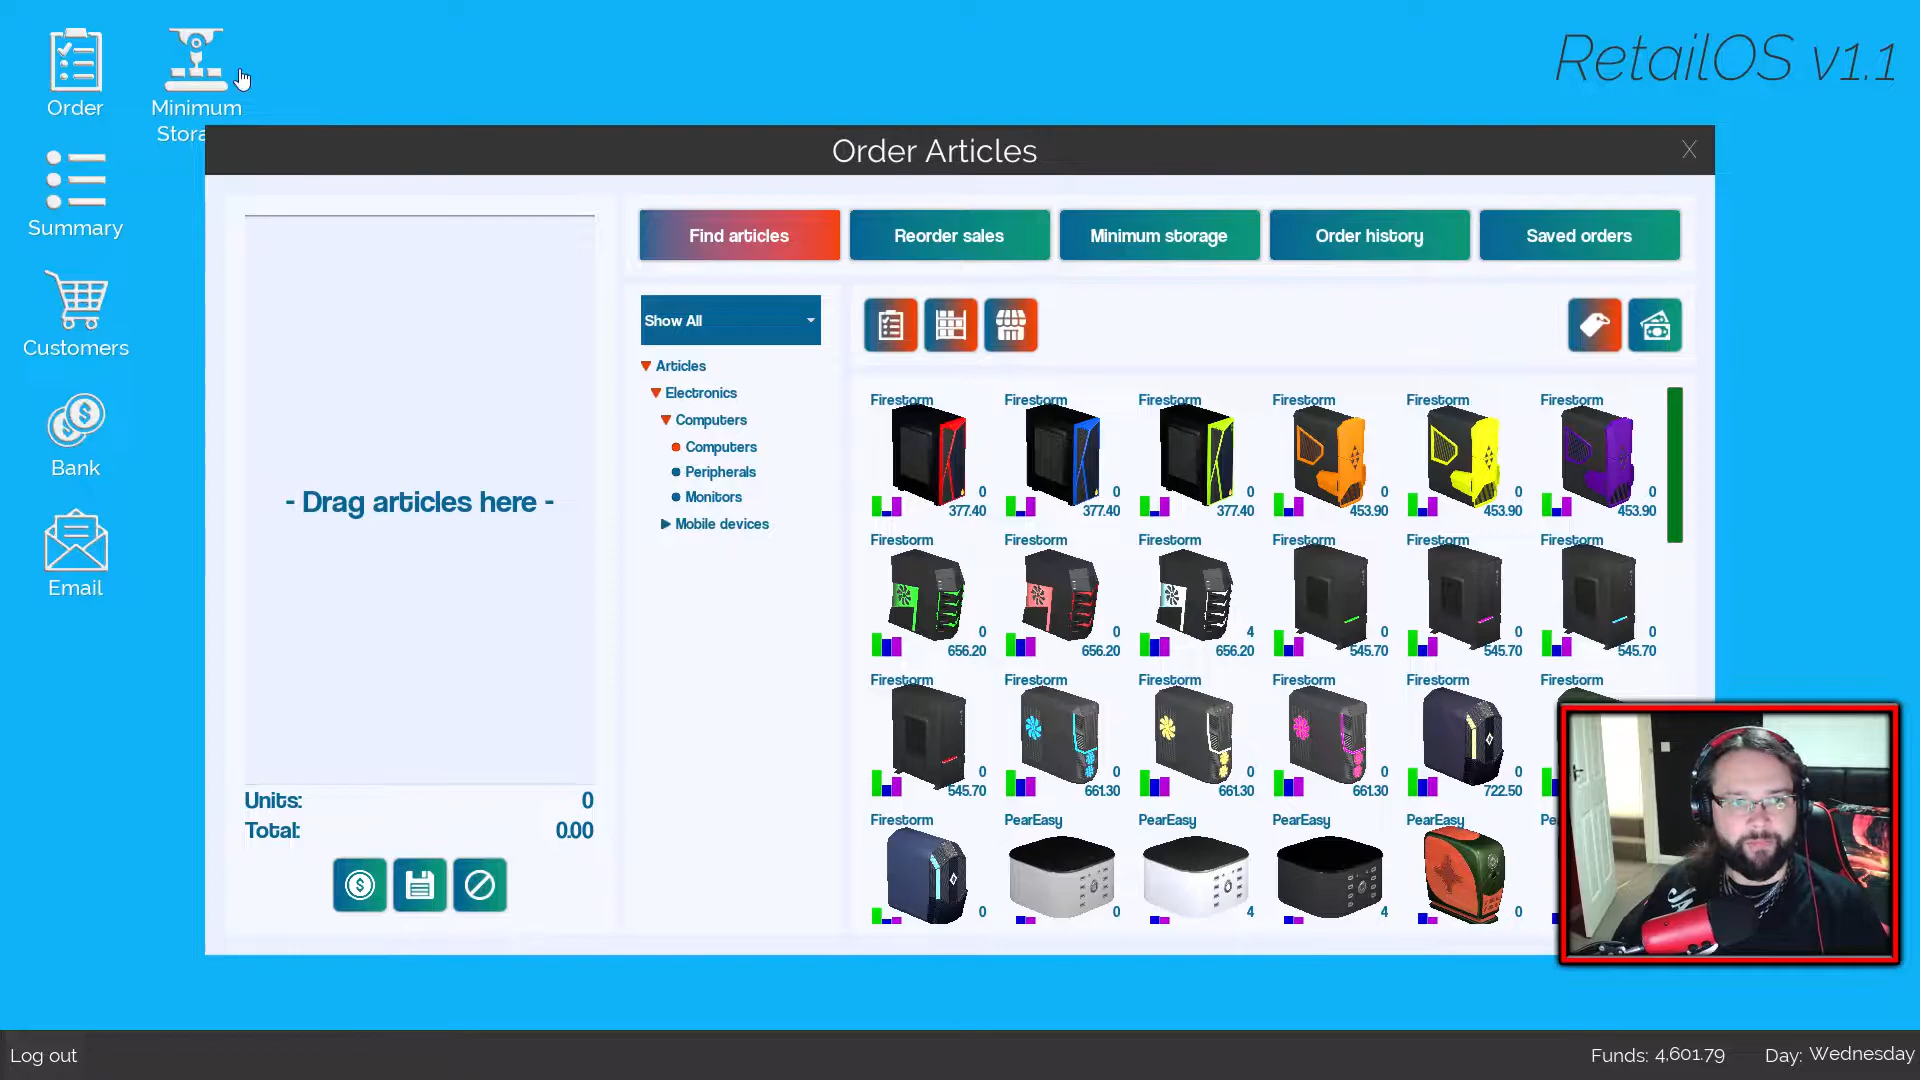 Order
Minimum
Stora
RetailOS v1.1
Summary
Customers
Bank
Email
Order Articles
X
Find articles
Reorder sales
Minimum storage
Order history
Saved orders
- Drag articles here -
Units: 0
Total: 0.00
Show All
Articles
Electronics
Computers
Computers
Peripherals
Monitors
Mobile devices
Firestorm Firestorm Firestorm Firestorm Firestorm Firestorm
0 0 0 0 0 0
377.40 377.40 377.40 453.90 453.90 453.90
Firestorm Firestorm Firestorm Firestorm Firestorm Firestorm
0 0 4 0 0 0
656.20 656.20 656.20 545.70 545.70 545.70
Firestorm Firestorm Firestorm Firestorm Firestorm Firestorm
0 0 0 0 0
545.70 661.30 661.30 661.30 722.50
Firestorm PearEasy PearEasy PearEasy PearEasy
0 0 4 4 0
Log out
Funds: 4,601.79
Day: Wednesday